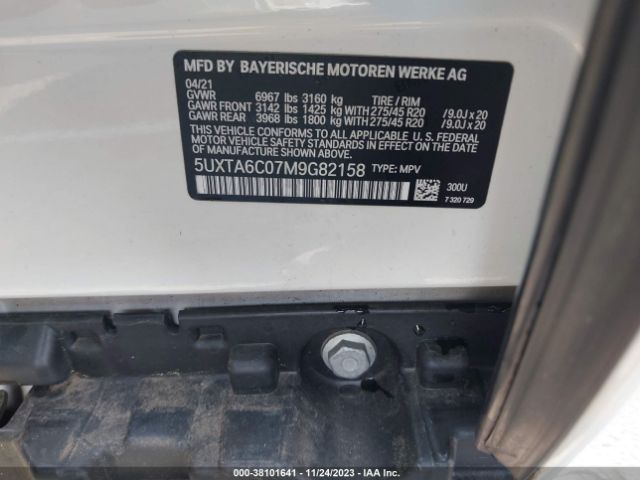 MFD BY BAYERISCHE MOTOREN WERKE AG
04/21
GVWR 6967 lbs 3160 kg TIRE / RIM
GAWR FRONT 3142 lbs 1425 kg WITH 275/45 R20 /9.0J x 20
GAWR REAR 3968 lbs 1800 kg WITH 275/45 R20 /9.0J x 20
THIS VEHICLE CONFORMS TO ALL APPLICABLE U. S. FEDERAL
MOTOR VEHICLE SAFETY STANDARDS IN EFFECT ON THE DATE
OF MANUFACTURE SHOWN ABOVE.
5UXTA6C07M9G82158 TYPE: MPV
300U
7 320 729
000-38101641 - 11/24/2023 - IAA Inc.